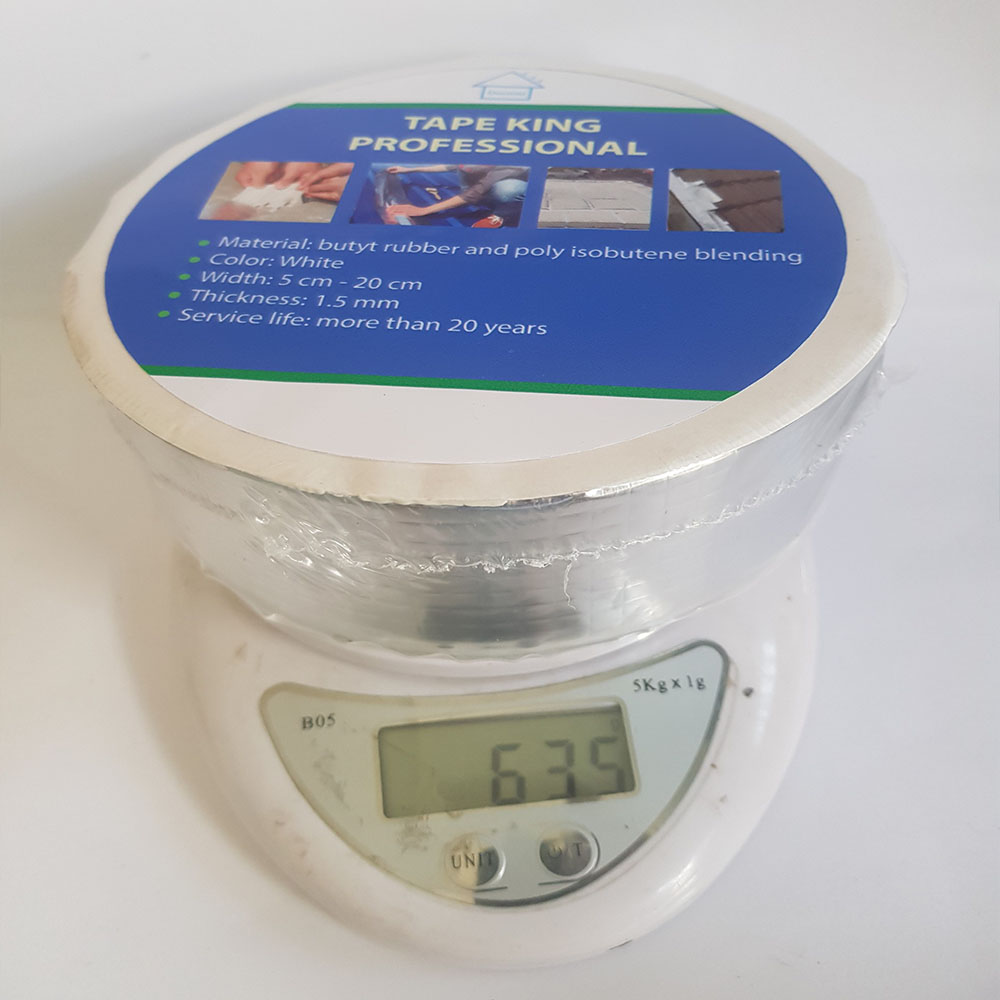 TAPE KING
PROFESSIONAL
• Material: butyt rubber and poly isobutene blending
• Color: White
• Width: 5 cm - 20 cm
• Thickness: 1.5 mm
• Service life: more than 20 years
B05
5Kg x 1g
635
UNIT